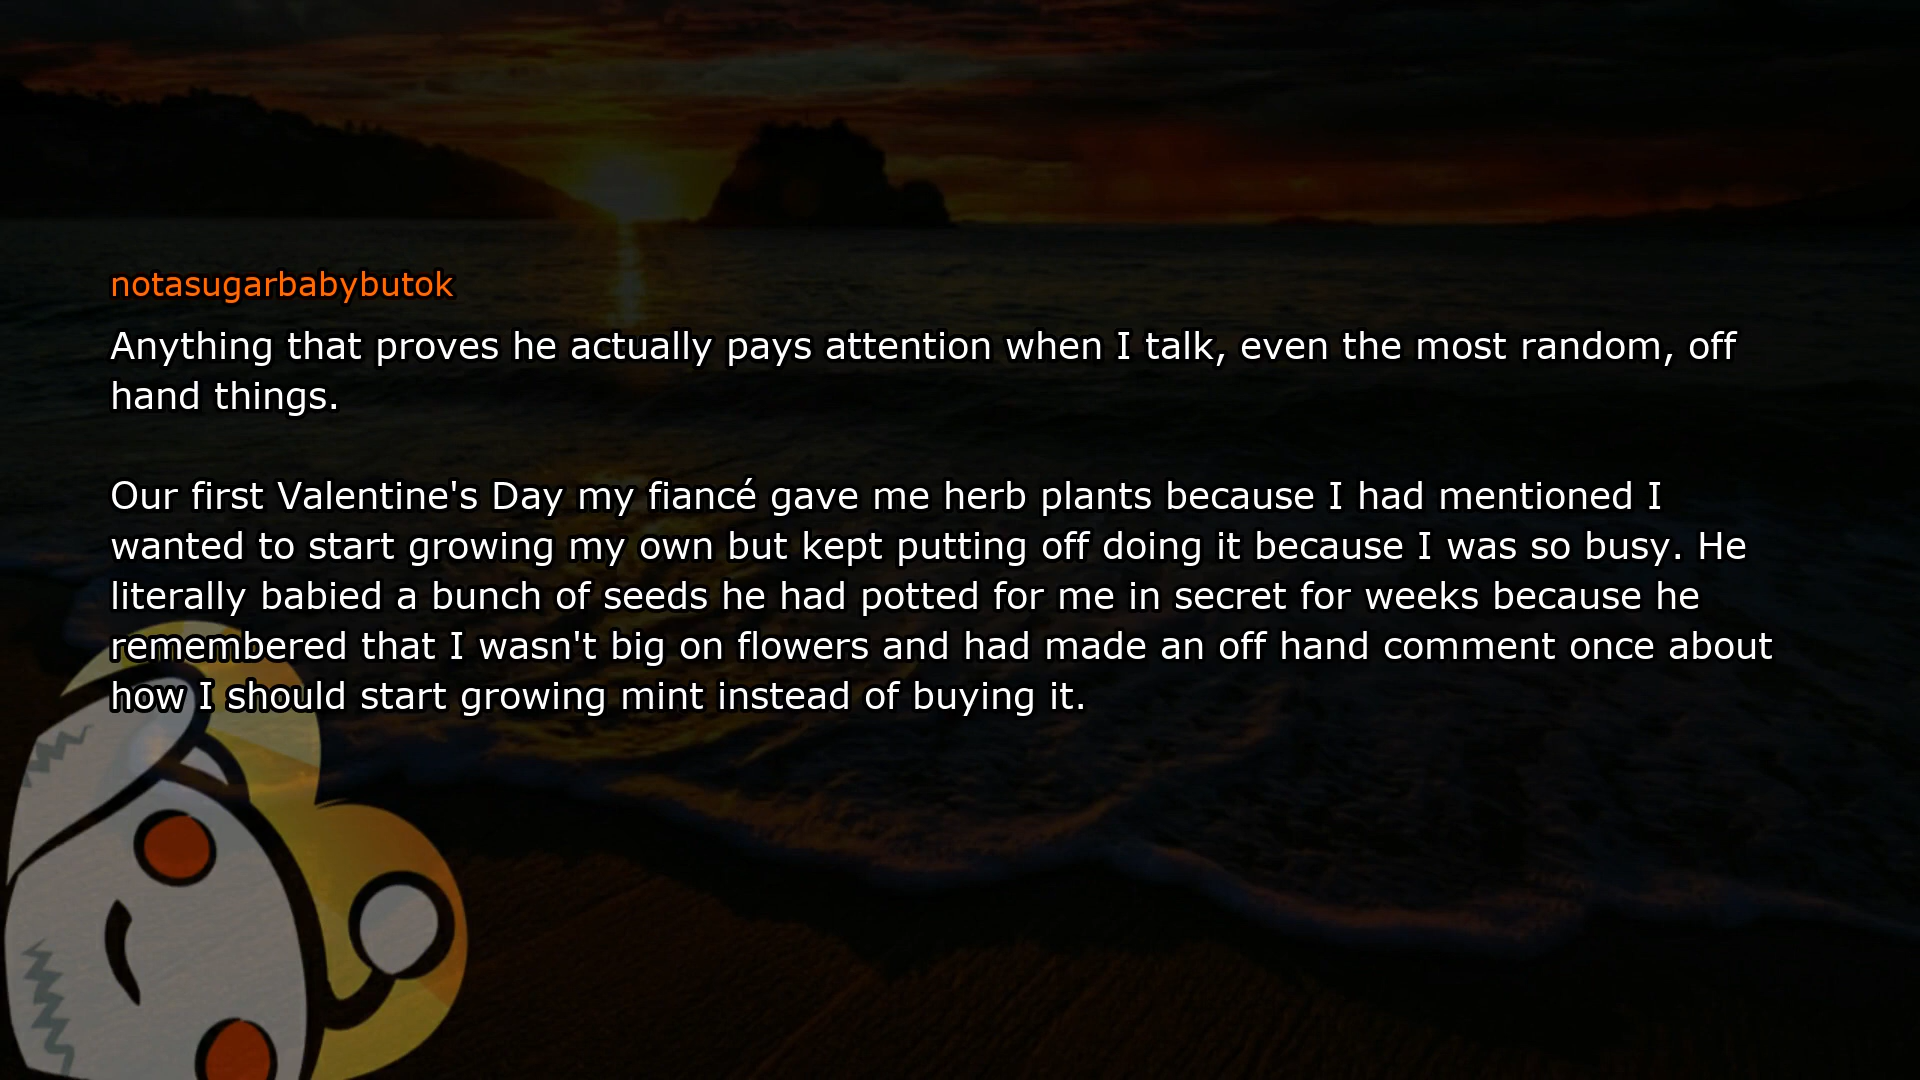 notasugarbabybutok
Anything that proves he actually pays attention when I talk, even the most random, off
hand things.
Our first Valentine's Day my fiancé gave me herb plants because I had mentioned I
wanted to start growing my own but kept putting off doing it because I was so busy. He
literally babied a bunch of seeds he had potted for me in secret for weeks because he
remembered that I wasn't big on flowers and had made an off hand comment once about
how I should start growing mint instead of buying it.